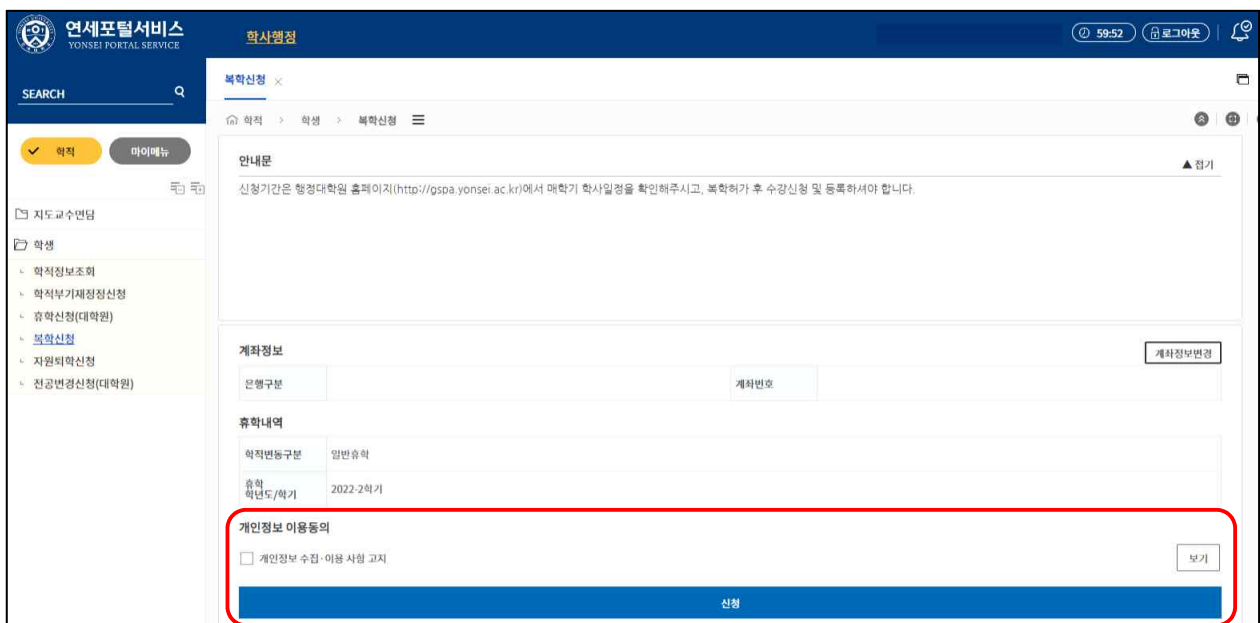 연세포털서비스
YONSEI PORTAL SERVICE
학사행정
59:52
로그아웃
SEARCH
복학신청
학적 > 학생 > 복학신청
학적
마이메뉴
지도교수면담
학생
학적정보조회
학적부기재정정신청
휴학신청(대학원)
복학신청
자원퇴학신청
전공변경신청(대학원)
안내문
▲접기
신청기간은 행정대학원 홈페이지(http://gspa.yonsei.ac.kr)에서 매학기 학사일정을 확인해주시고, 복학허가 후 수강신청 및 등록하셔야 합니다.
계좌정보
계좌정보변경
은행구분
계좌번호
휴학내역
학적변동구분 일반휴학
휴학
학년도/학기 2022-2학기
개인정보 이용동의
개인정보 수집·이용 사항 고지
보기
신청